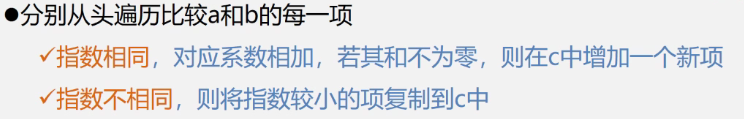 ●分别从头遍历比较a和b的每一项
✓指数相同，对应系数相加，若其和不为零，则在c中增加一个新项
✓指数不相同，则将指数较小的项复制到c中